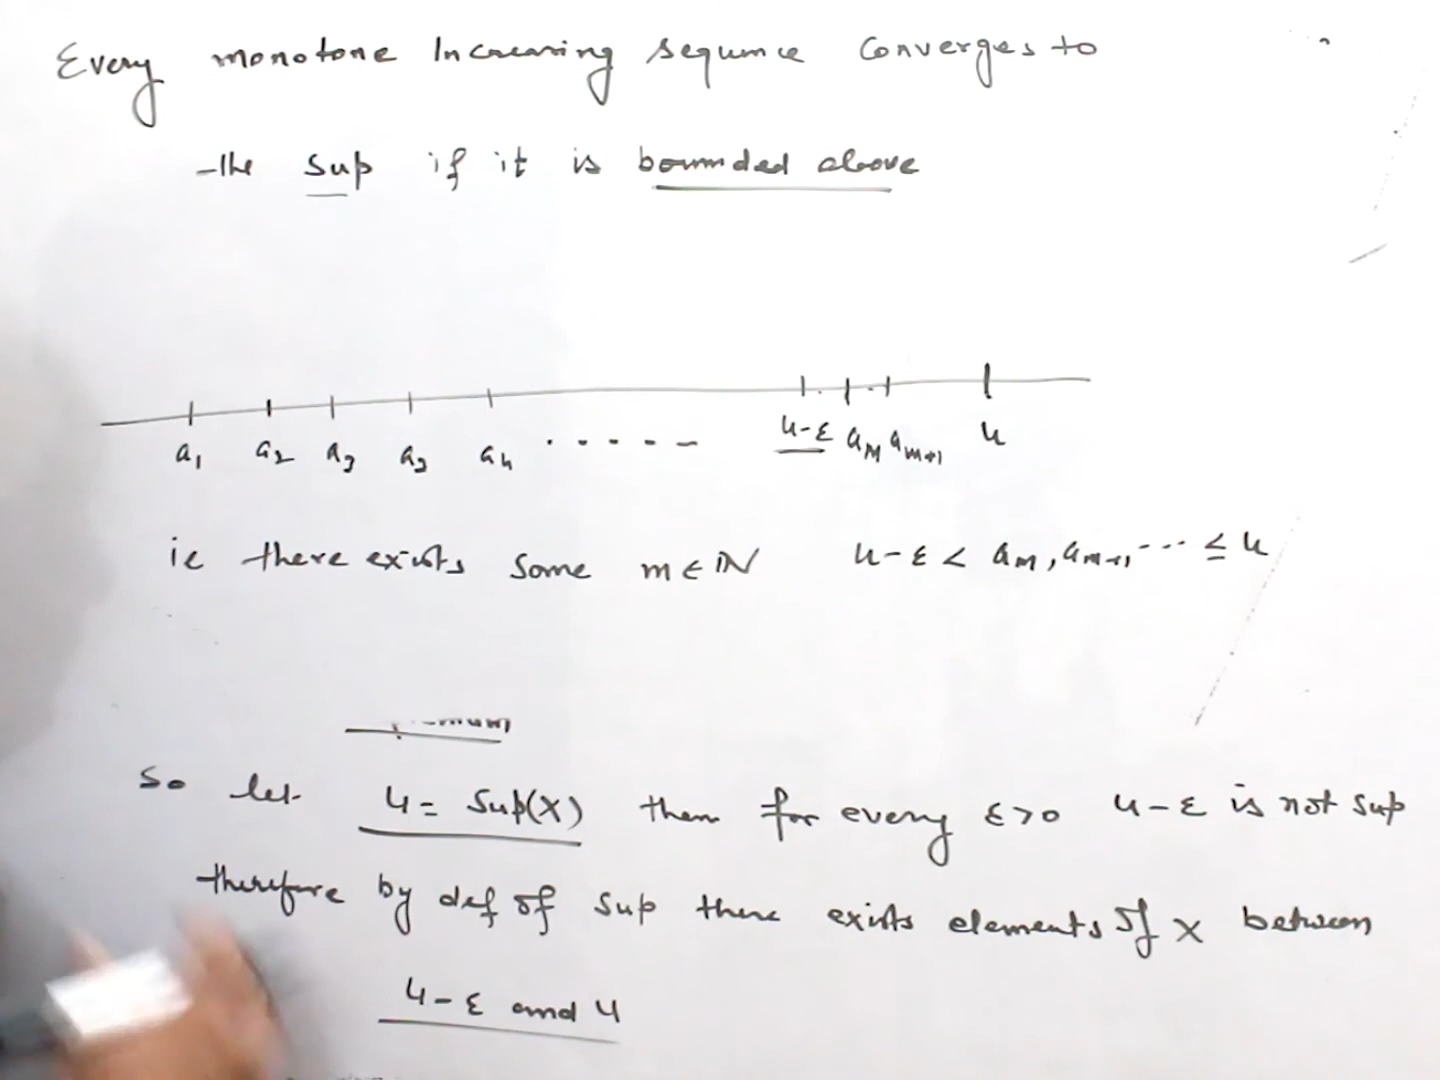 Every monotone Increasing sequence Converges to
the sup if it is bounded above
a1 a2 a3 a3 a4 ..... u-ε aM am+1 u
ie there exists some m ∈ ℕ u-ε < aM, am+1, ... ≤ u
So let u = Sup(X) then for every ε>0 u-ε is not sup
therefore by def of sup there exists elements of X between
u-ε and u